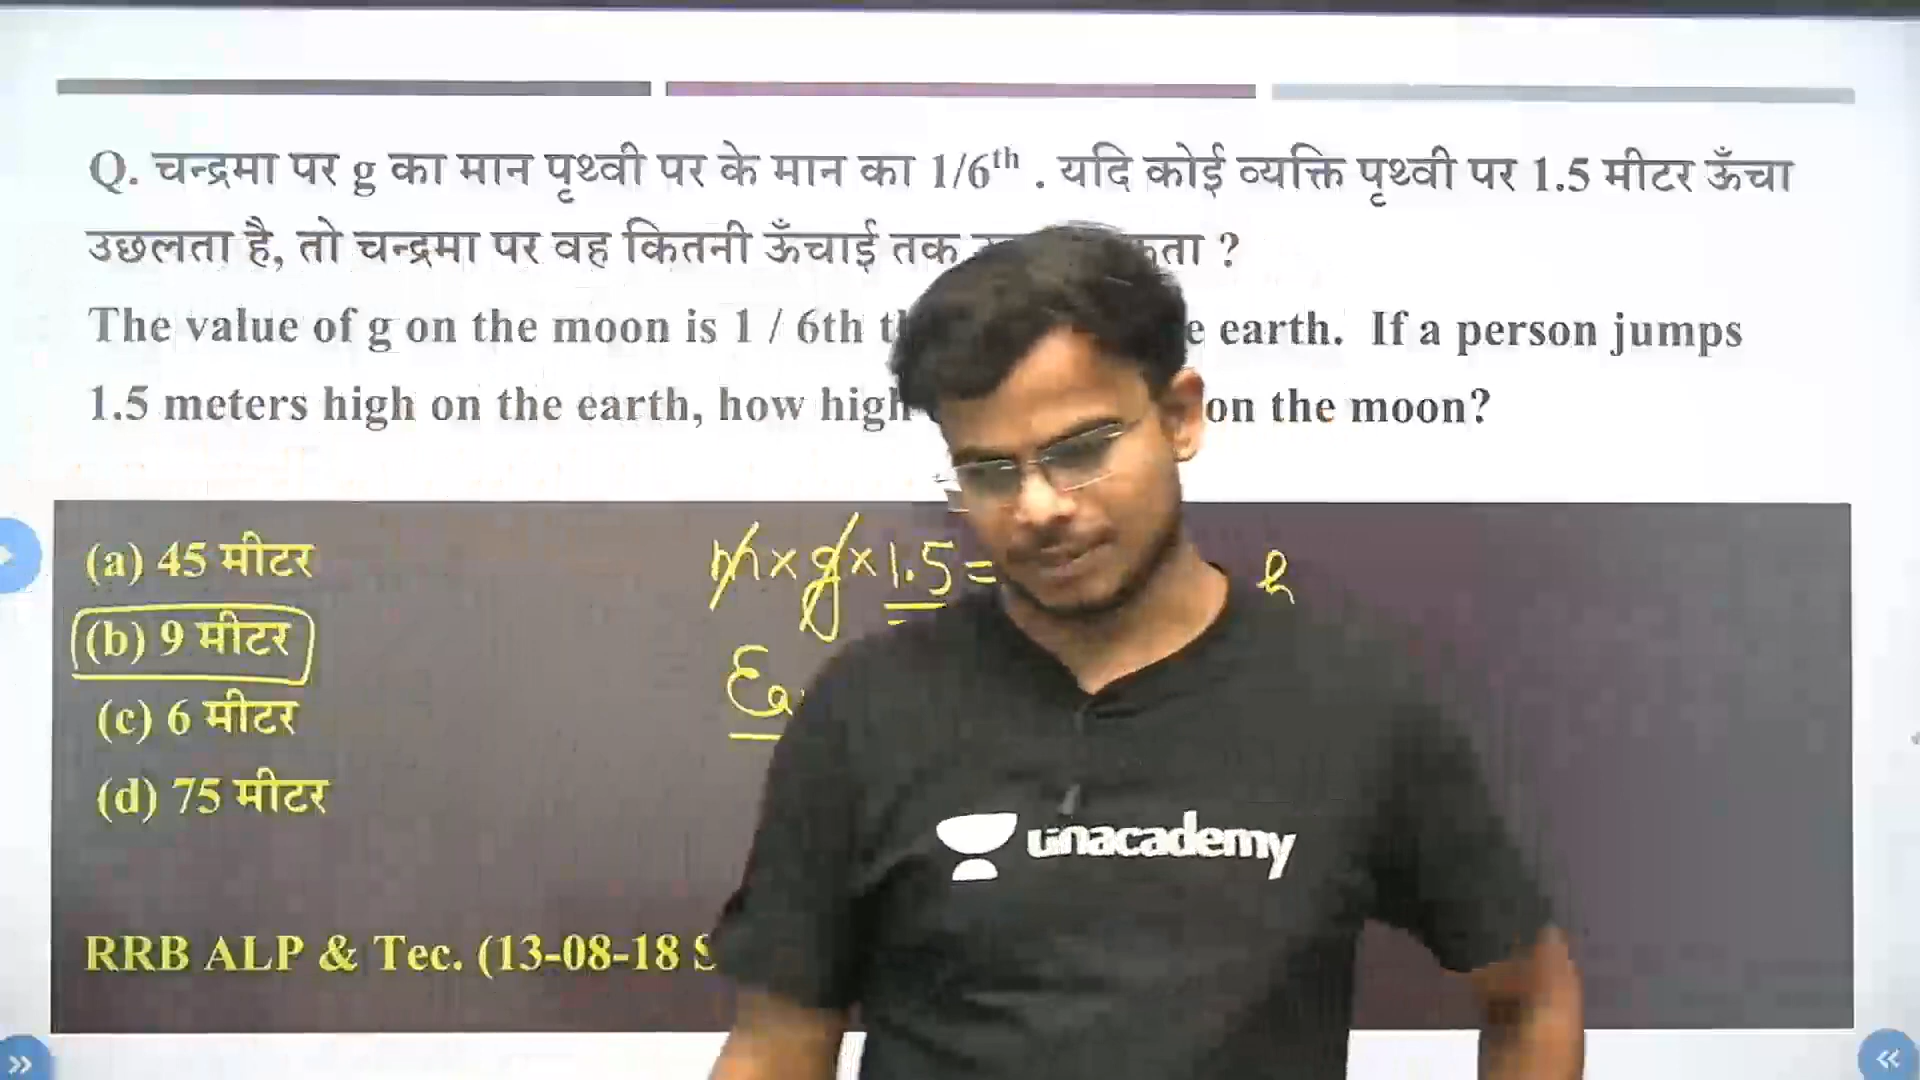 Q. चन्द्रमा पर g का मान पृथ्वी पर के मान का 1/6th . यदि कोई व्यक्ति पृथ्वी पर 1.5 मीटर ऊँचा
उछलता है, तो चन्द्रमा पर वह कितनी ऊँचाई तक ?
The value of g on the moon is 1 / 6th earth. If a person jumps
1.5 meters high on the earth, how high on the moon?
(a) 45 मीटर
m × g × 1.5 = h
(b) 9 मीटर
(c) 6 मीटर
(d) 75 मीटर
unacademy
RRB ALP & Tec. (13-08-18